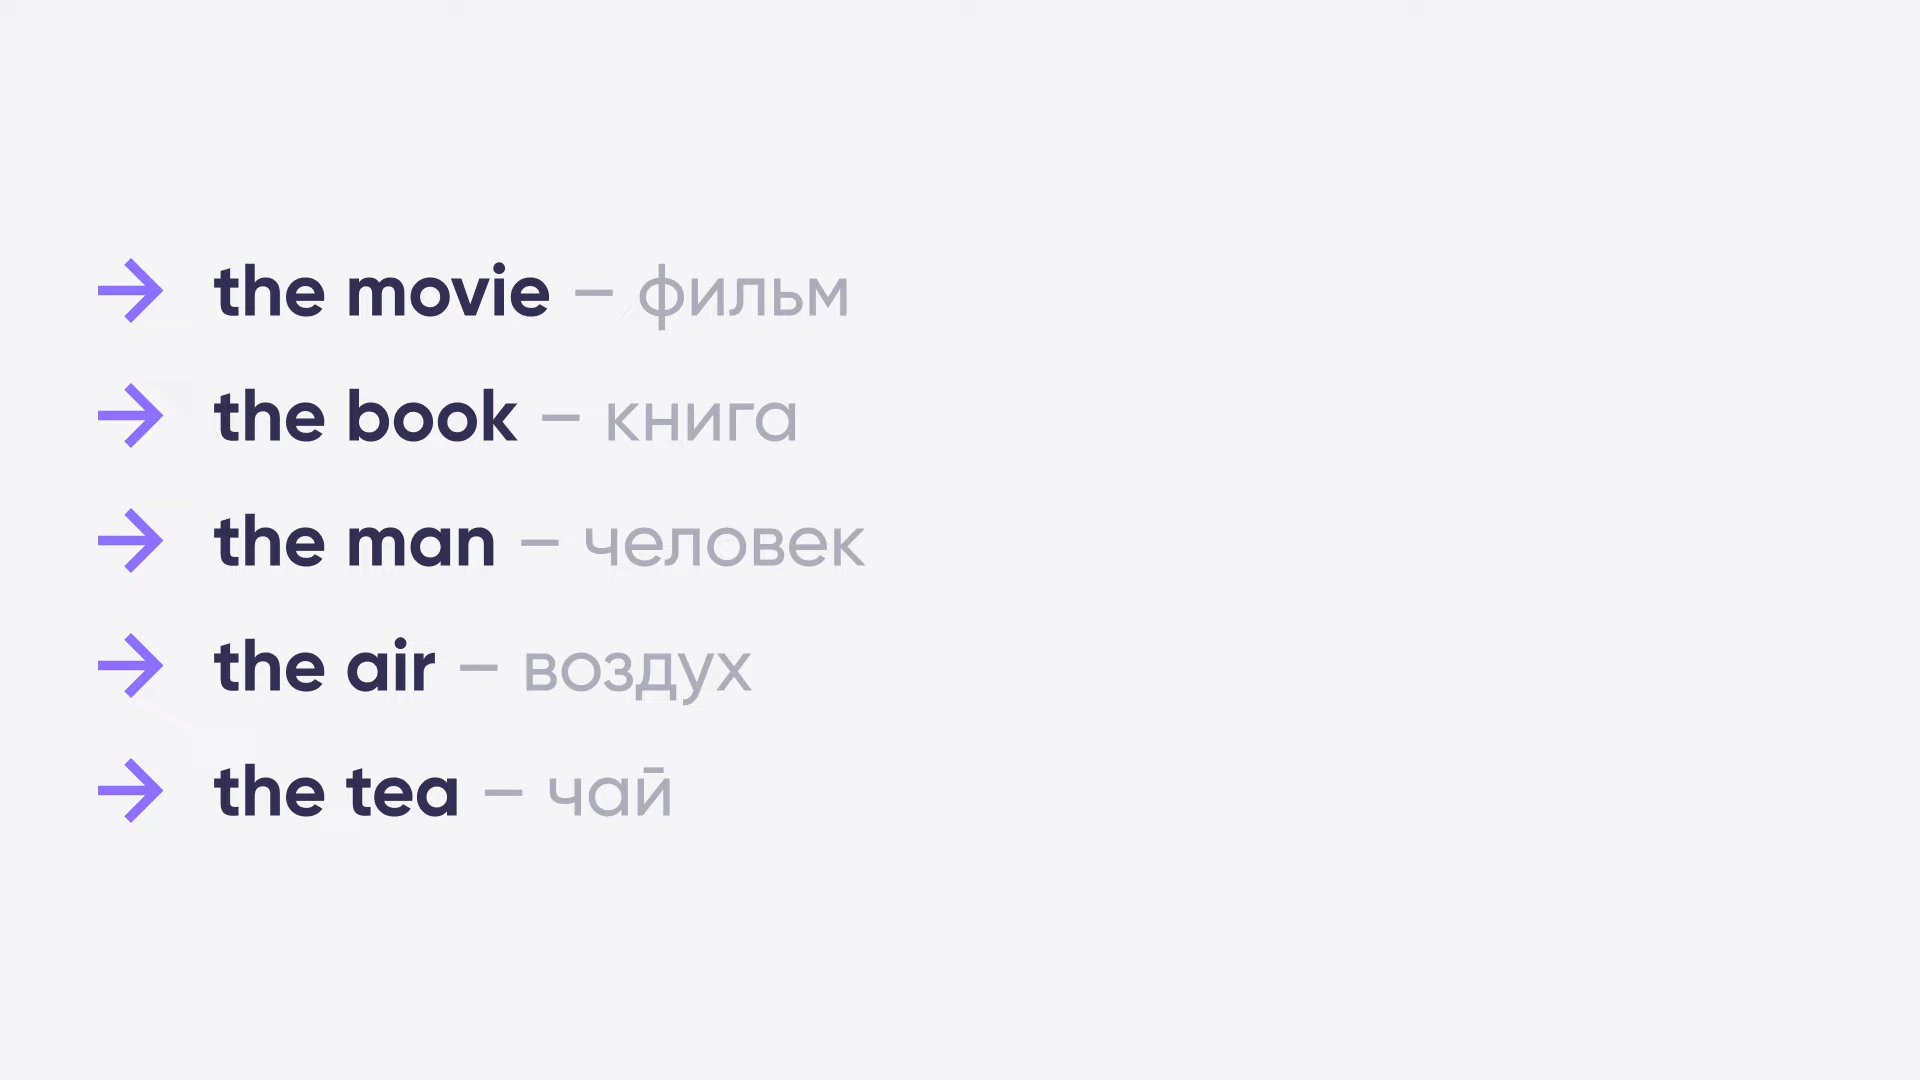 the movie – фильм
the book – книга
the man – человек
the air – воздух
the tea – чай